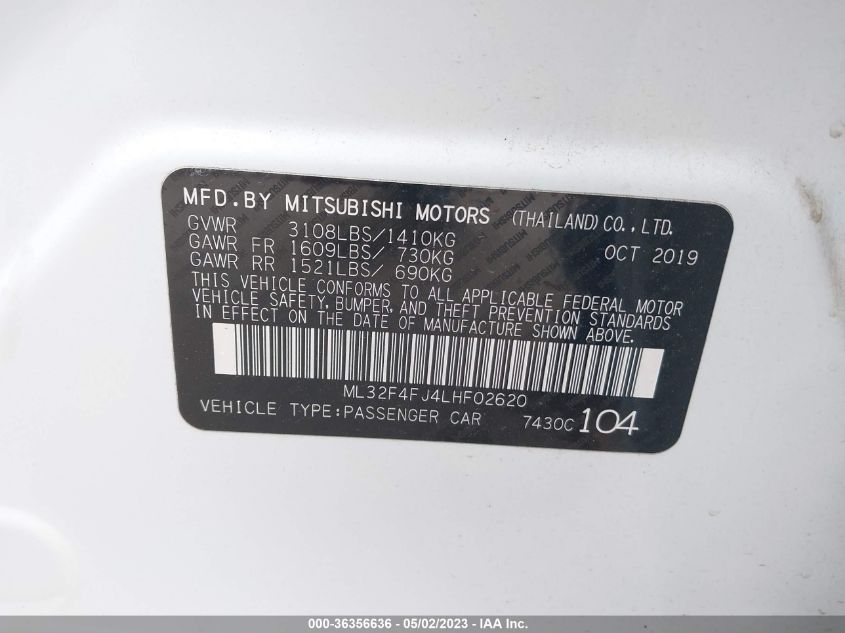 MFD.BY MITSUBISHI MOTORS (THAILAND)CO.,LTD.
GVWR 3108LBS/1410KG OCT 2019
GAWR FR 1609LBS/ 730KG
GAWR RR 1521LBS/ 690KG
THIS VEHICLE CONFORMS TO ALL APPLICABLE FEDERAL MOTOR
VEHICLE SAFETY, BUMPER, AND THEFT PREVENTION STANDARDS
IN EFFECT ON THE DATE OF MANUFACTURE SHOWN ABOVE.
ML32F4FJ4LHF02620
VEHICLE TYPE:PASSENGER CAR 7430C 104
000-36356636 - 05/02/2023 - IAA Inc.